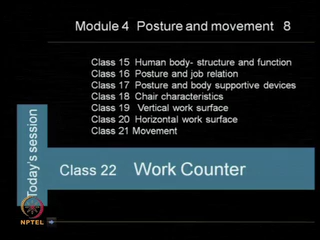 Module 4 Posture and movement 8
Class 15 Human body- structure and function
Class 16 Posture and job relation
Class 17 Posture and body supportive devices
Class 18 Chair characteristics
Class 19 Vertical work surface
Class 20 Horizontal work surface
Class 21 Movement
Today's session
Class 22 Work Counter
NPTEL